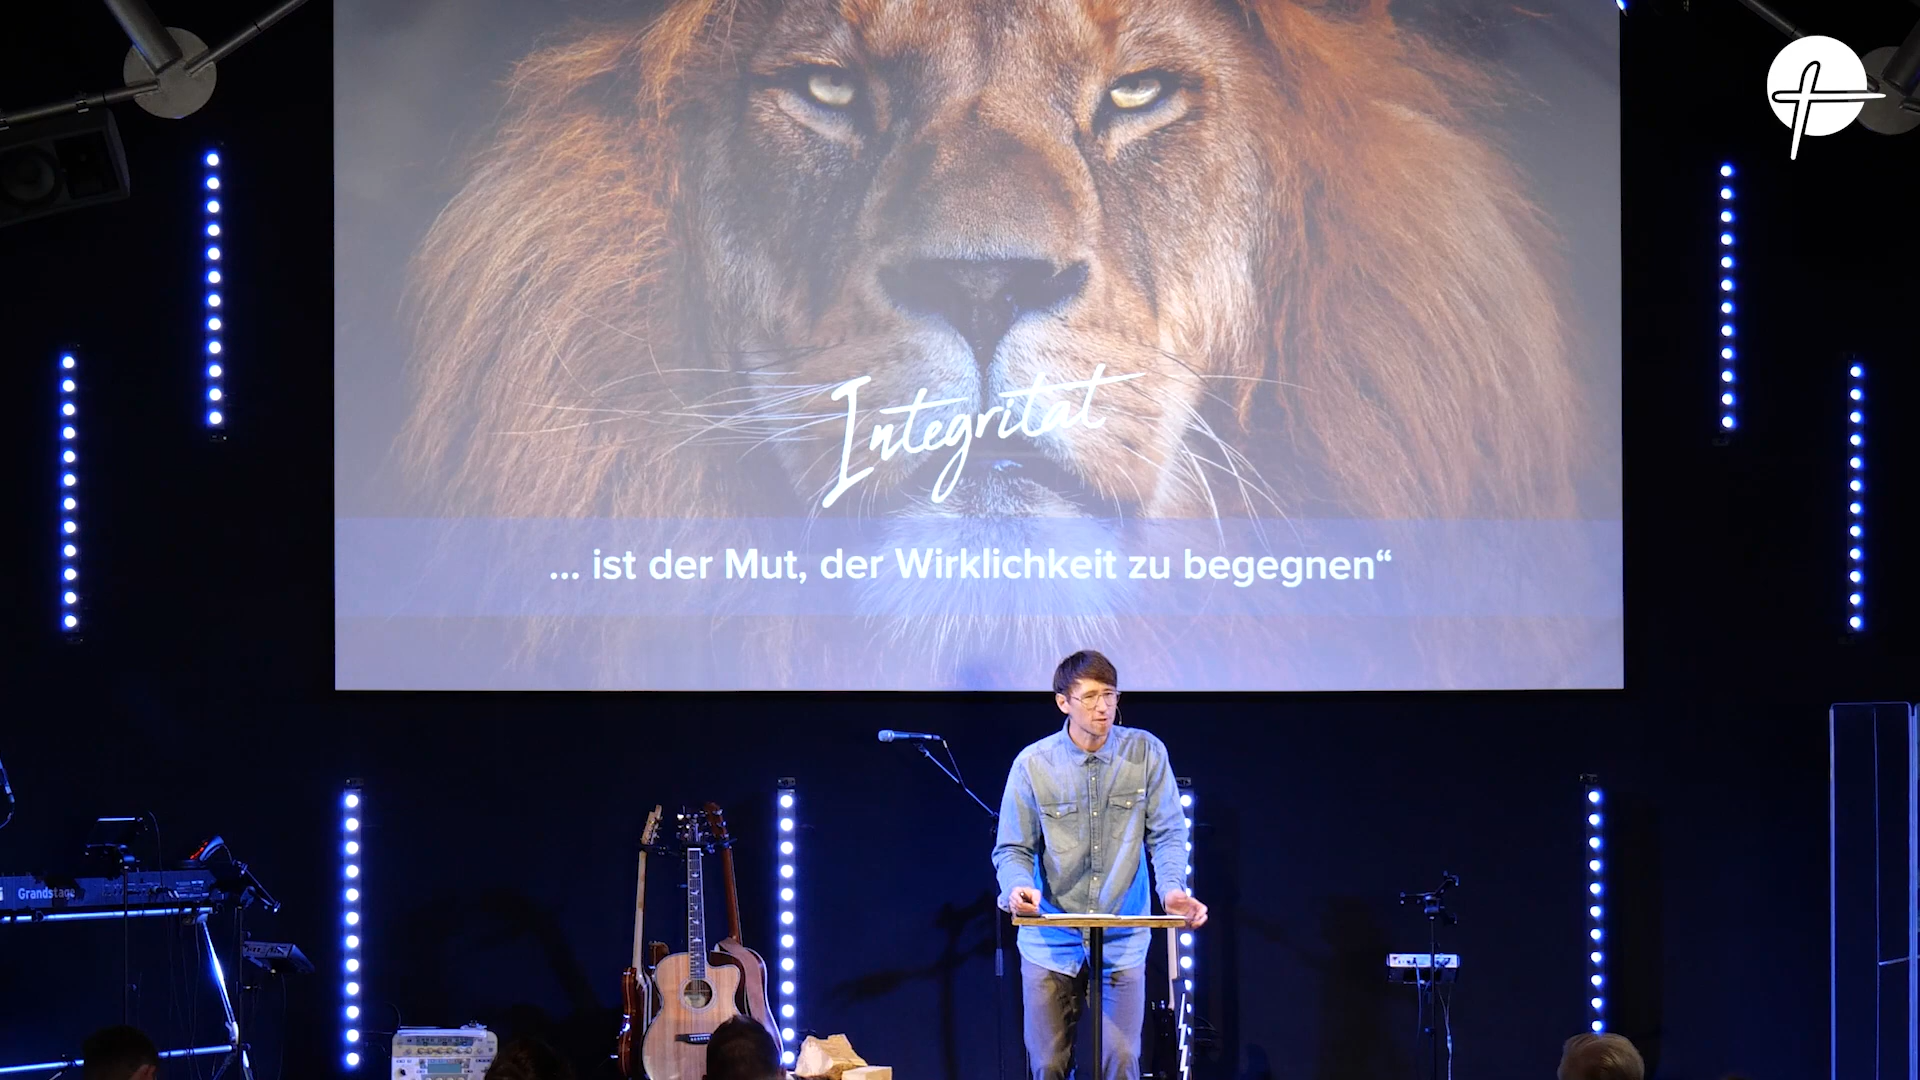 Integrität
... ist der Mut, der Wirklichkeit zu begegnen“
Grandstage